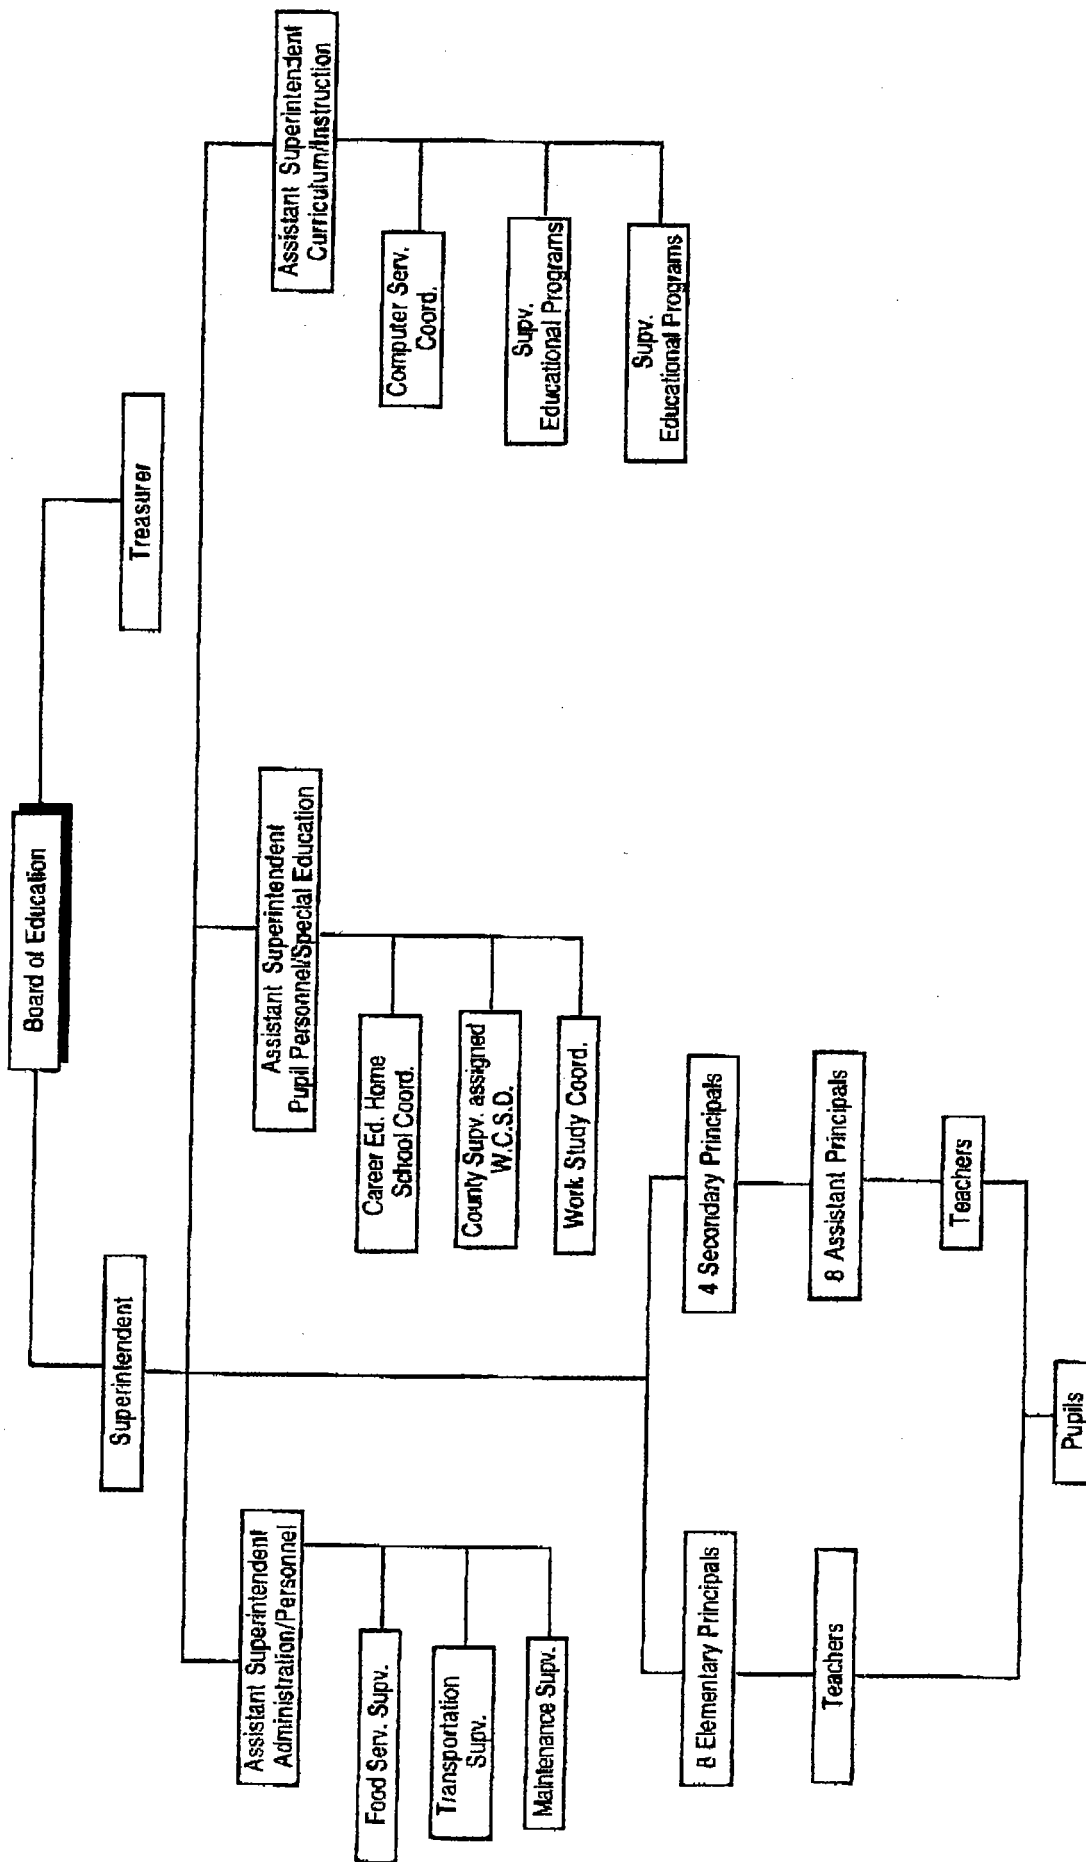 Board of Education
Superintendent
Treasurer
Assistant Superintendent
Administration/Personnel
Assistant Superintendent
Pupil Personnel/Special Education
Assistant Superintendent
Curriculum/Instruction
Food Serv. Supv.
Transportation
Supv.
Maintenance Supv.
Career Ed. Home
School Coord.
County Supv. assigned
W.C.S.D.
Work Study Coord.
Computer Serv.
Coord.
Supv.
Educational Programs
Supv.
Educational Programs
8 Elementary Principals
Teachers
4 Secondary Principals
8 Assistant Principals
Teachers
Pupils